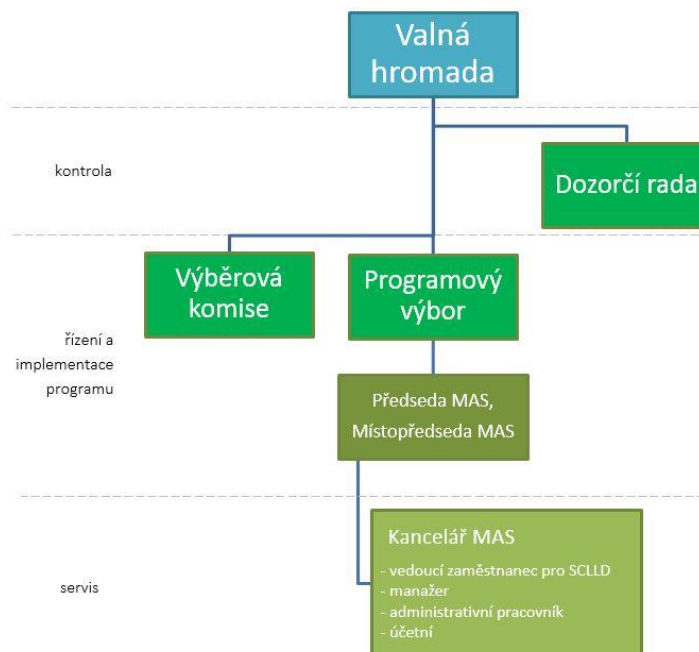 Valná
hromada
kontrola
Dozorčí rada
Výběrová
komise
Programový
výbor
řízení a
implementace
programu
Předseda MAS,
Místopředseda MAS
servis
Kancelář MAS
- vedoucí zaměstnanec pro SCLLD
- manažer
- administrativní pracovník
- účetní